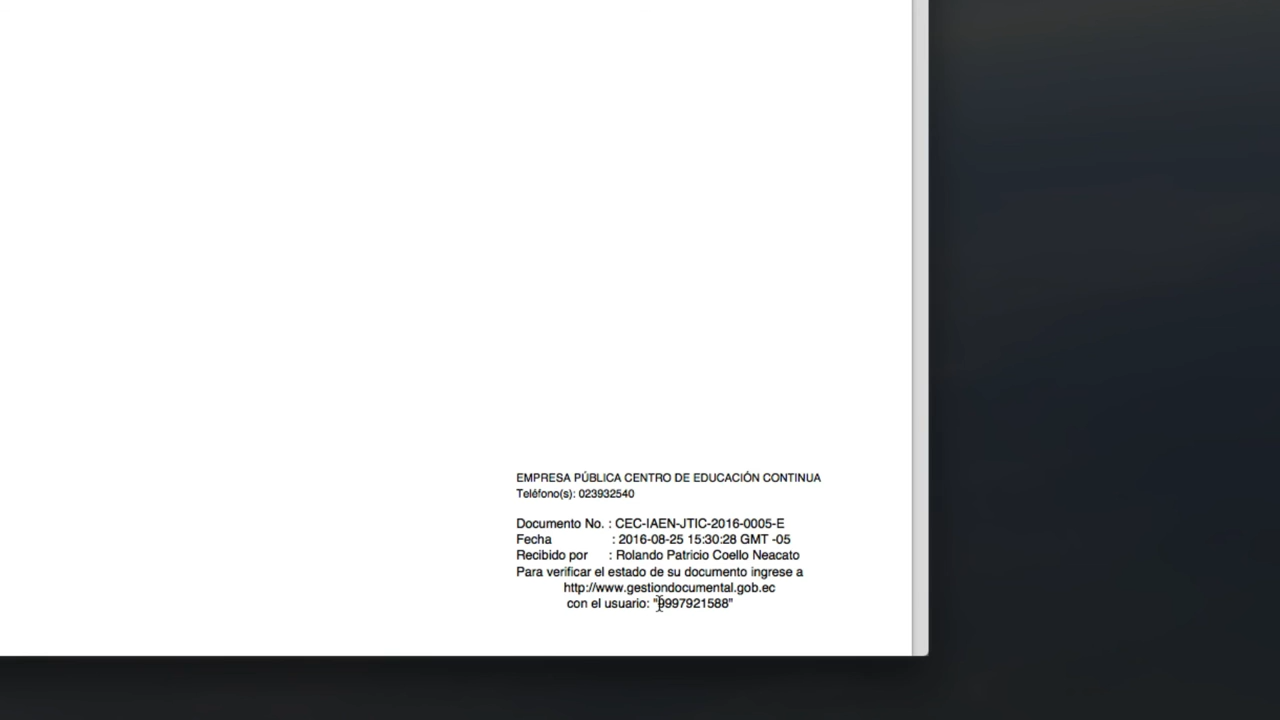 EMPRESA PÚBLICA CENTRO DE EDUCACIÓN CONTINUA
Teléfono(s): 023932540
Documento No. : CEC-IAEN-JTIC-2016-0005-E
Fecha : 2016-08-25 15:30:28 GMT -05
Recibido por : Rolando Patricio Coello Neacato
Para verificar el estado de su documento ingrese a
http://www.gestiondocumental.gob.ec
con el usuario: "0997921588"